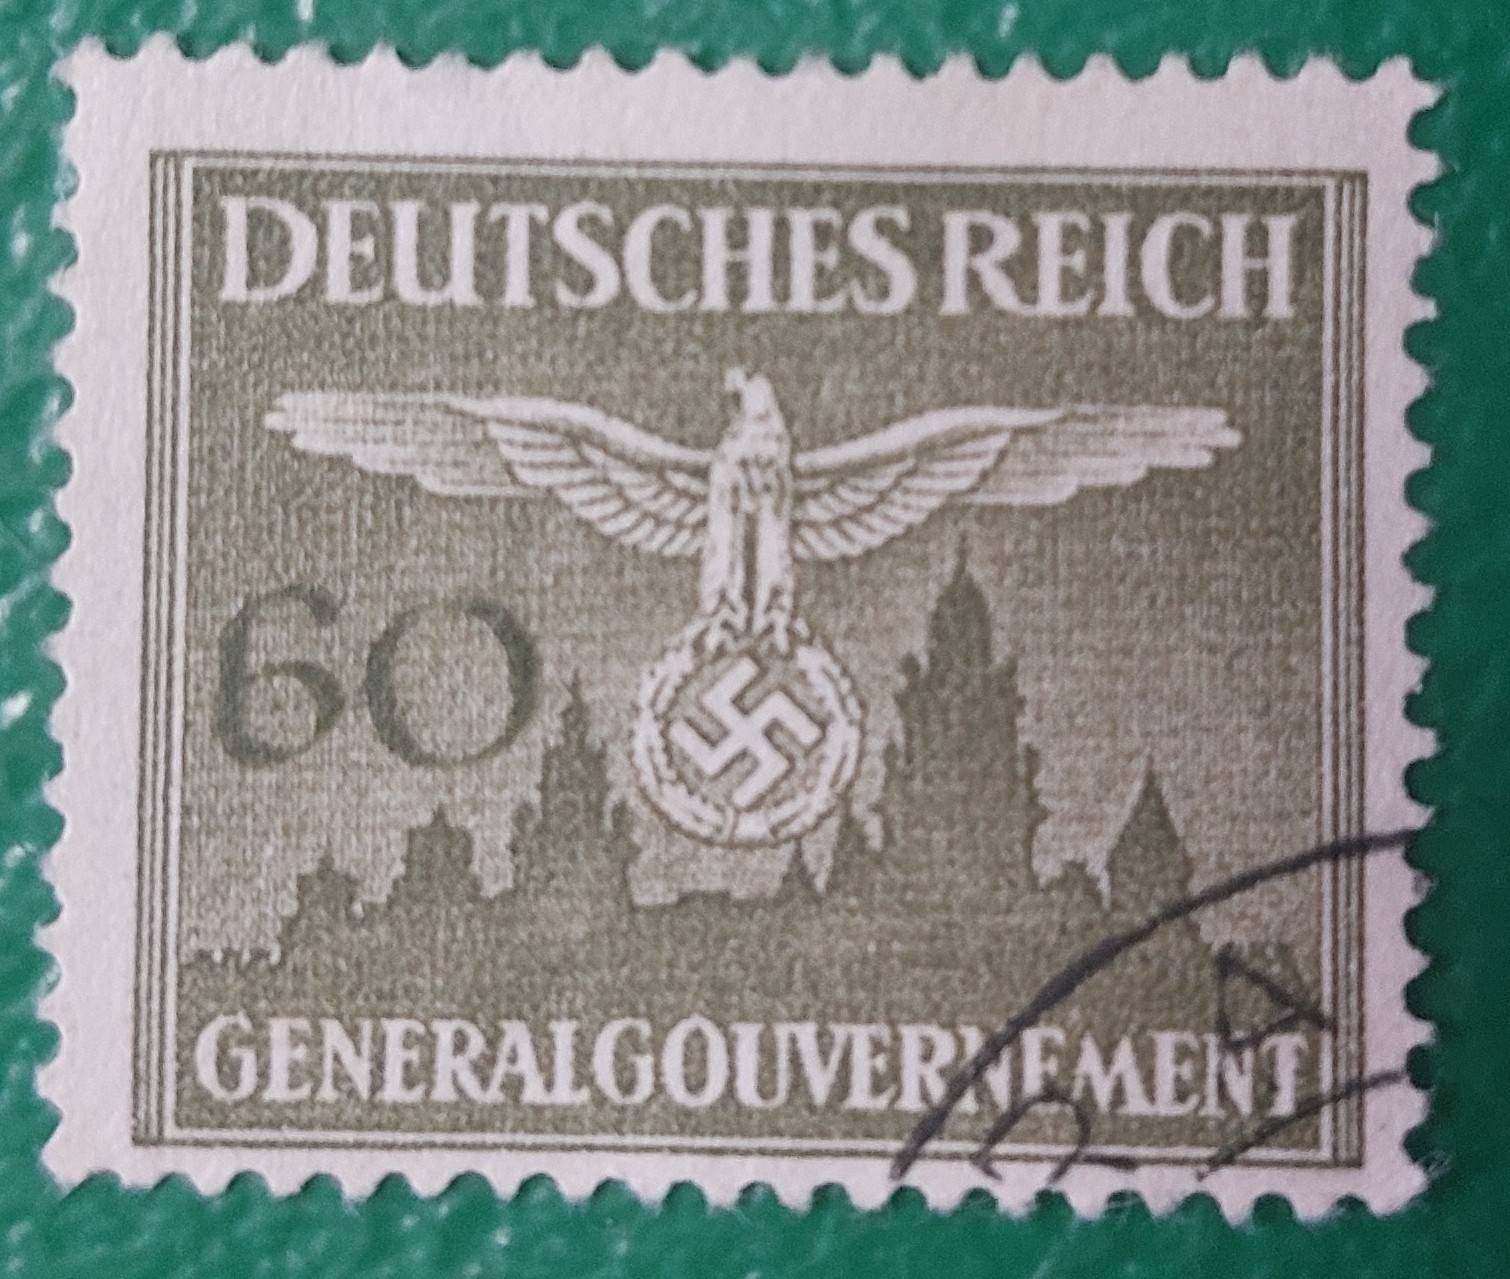 DEUTSCHES REICH
60
GENERALGOUVERNEMENT